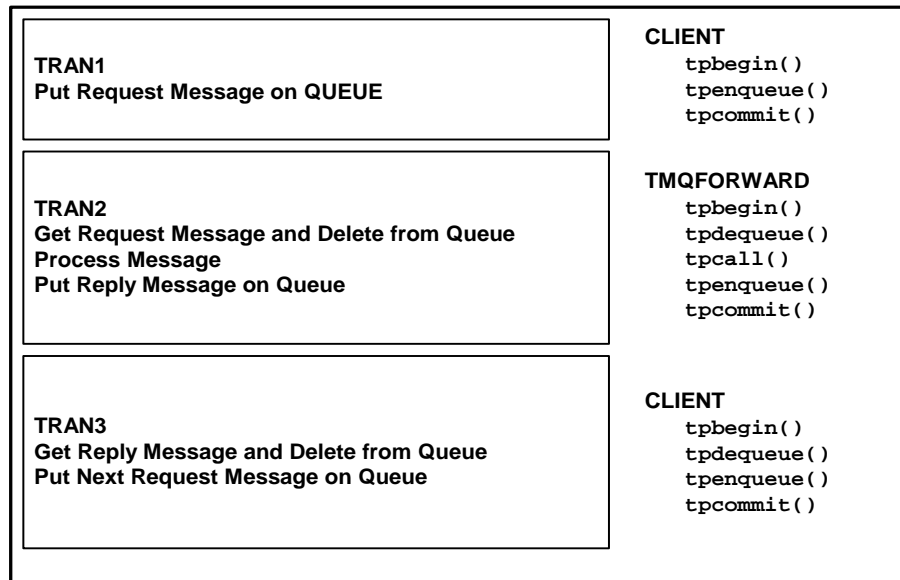 TRAN1
Put Request Message on QUEUE
CLIENT
tpbegin()
tpenqueue()
tpcommit()
TRAN2
Get Request Message and Delete from Queue
Process Message
Put Reply Message on Queue
TMQFORWARD
tpbegin()
tpdequeue()
tpcall()
tpenqueue()
tpcommit()
TRAN3
Get Reply Message and Delete from Queue
Put Next Request Message on Queue
CLIENT
tpbegin()
tpdequeue()
tpenqueue()
tpcommit()